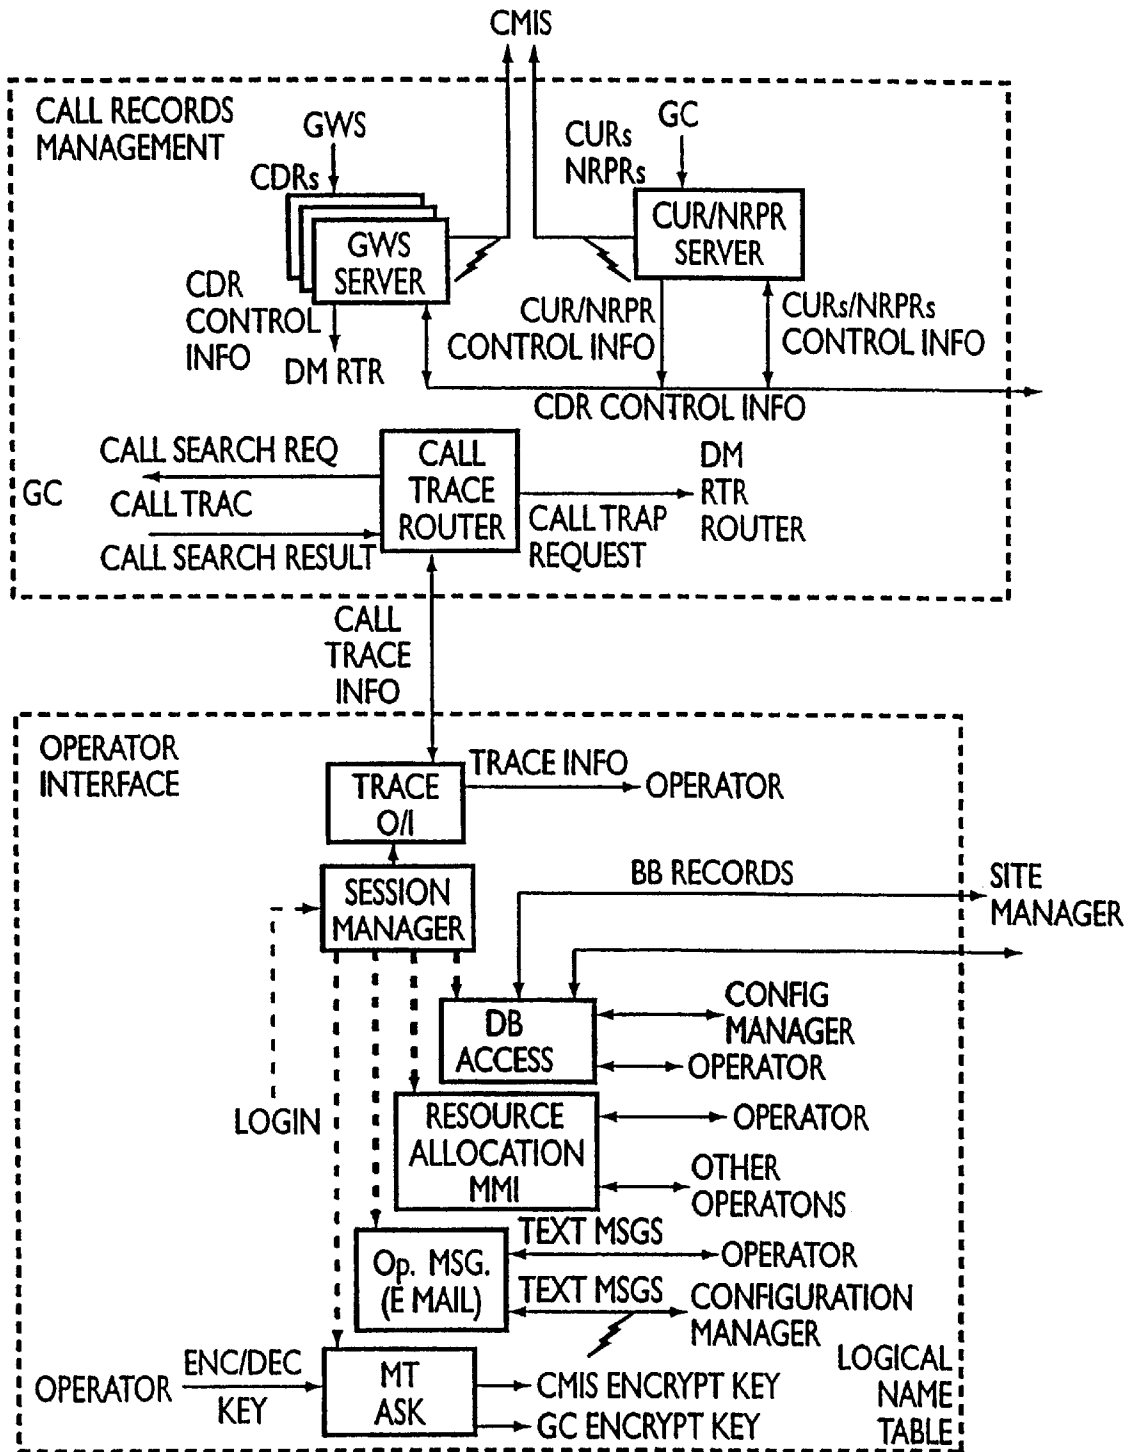 CMIS
CALL RECORDS
MANAGEMENT
GWS
CDRs
GWS
SERVER
CDR
CONTROL
INFO
DM RTR
CURs
NRPRs
GC
CUR/NRPR
SERVER
CUR/NRPR
CONTROL INFO
CURs/NRPRs
CONTROL INFO
CDR CONTROL INFO
CALL SEARCH REQ
GC
CALL TRAC
CALL SEARCH RESULT
CALL
TRACE
ROUTER
CALL TRAP
REQUEST
DM
RTR
ROUTER
CALL
TRACE
INFO
OPERATOR
INTERFACE
TRACE
O/I
TRACE INFO
OPERATOR
SESSION
MANAGER
BB RECORDS
SITE
MANAGER
DB
ACCESS
CONFIG
MANAGER
OPERATOR
LOGIN
RESOURCE
ALLOCATION
MMI
OPERATOR
OTHER
OPERATONS
Op. MSG.
(E MAIL)
TEXT MSGS
OPERATOR
TEXT MSGS
CONFIGURATION
MANAGER
OPERATOR
ENC/DEC
KEY
MT
ASK
CMIS ENCRYPT KEY
GC ENCRYPT KEY
LOGICAL
NAME
TABLE